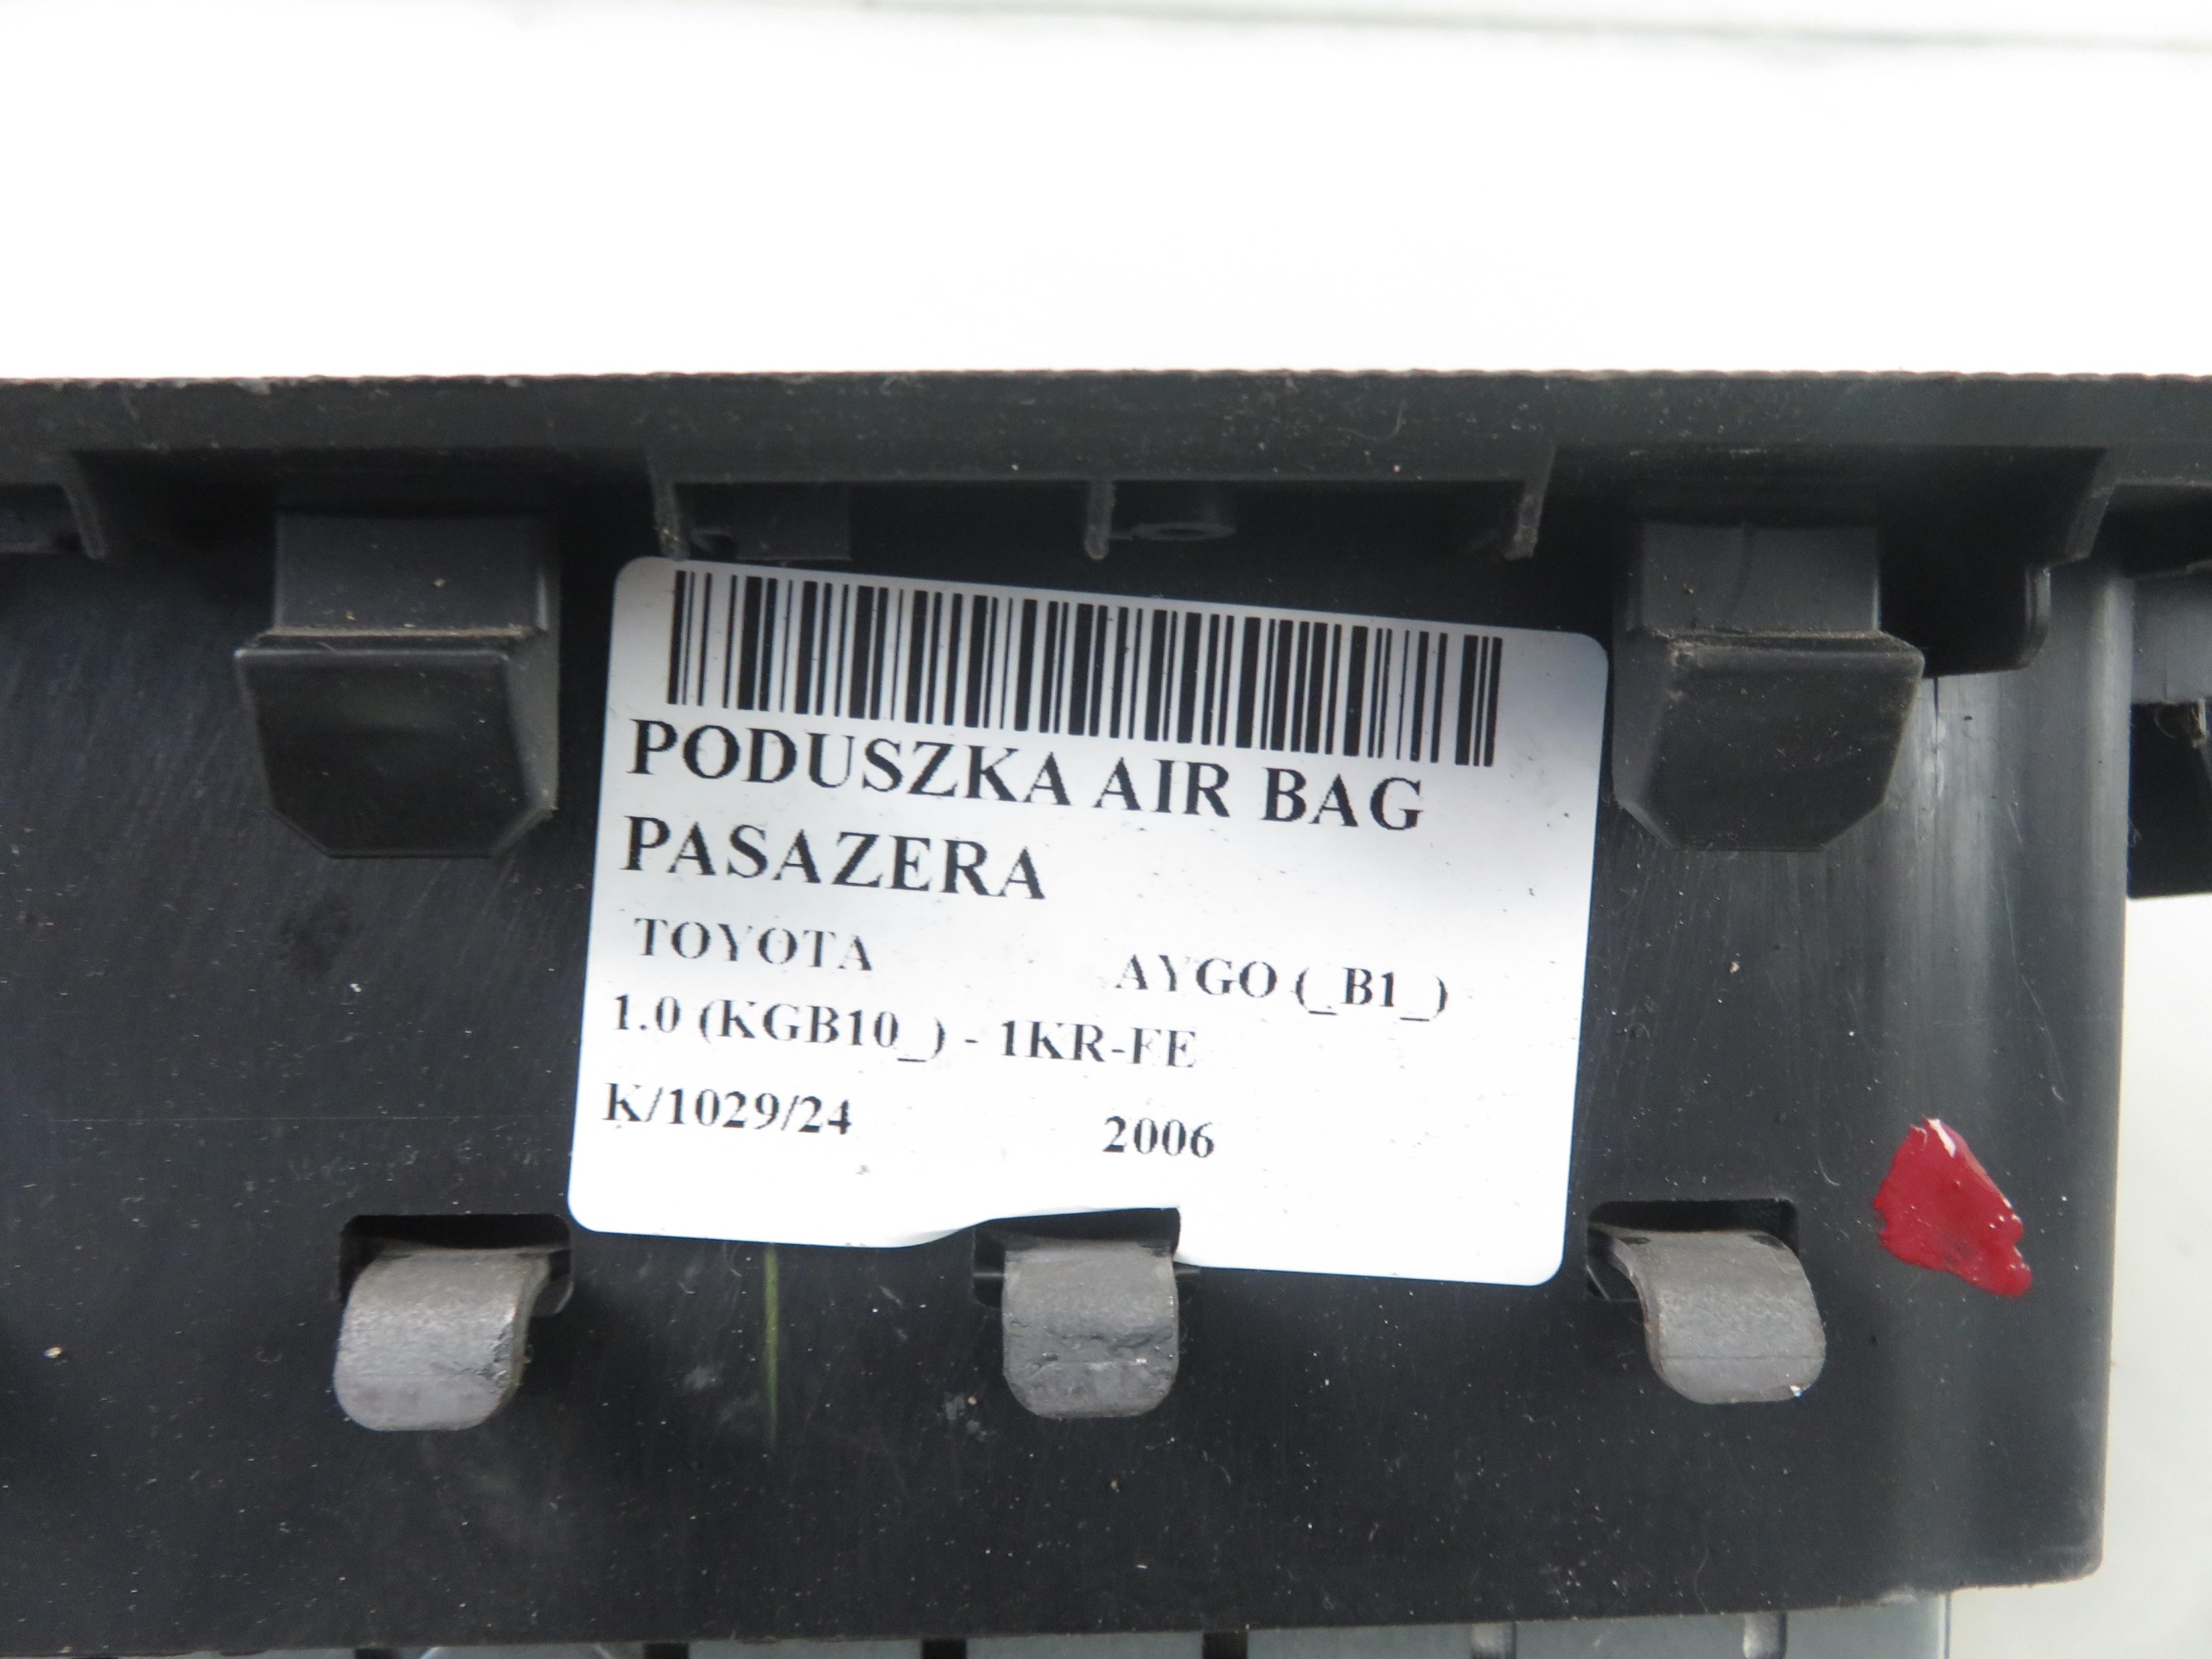 PODUSZKA AIR BAG
PASAZERA
TOYOTA AYGO (_B1_)
1.0 (KGB10_) - 1KR-FE
K/1029/24 2006